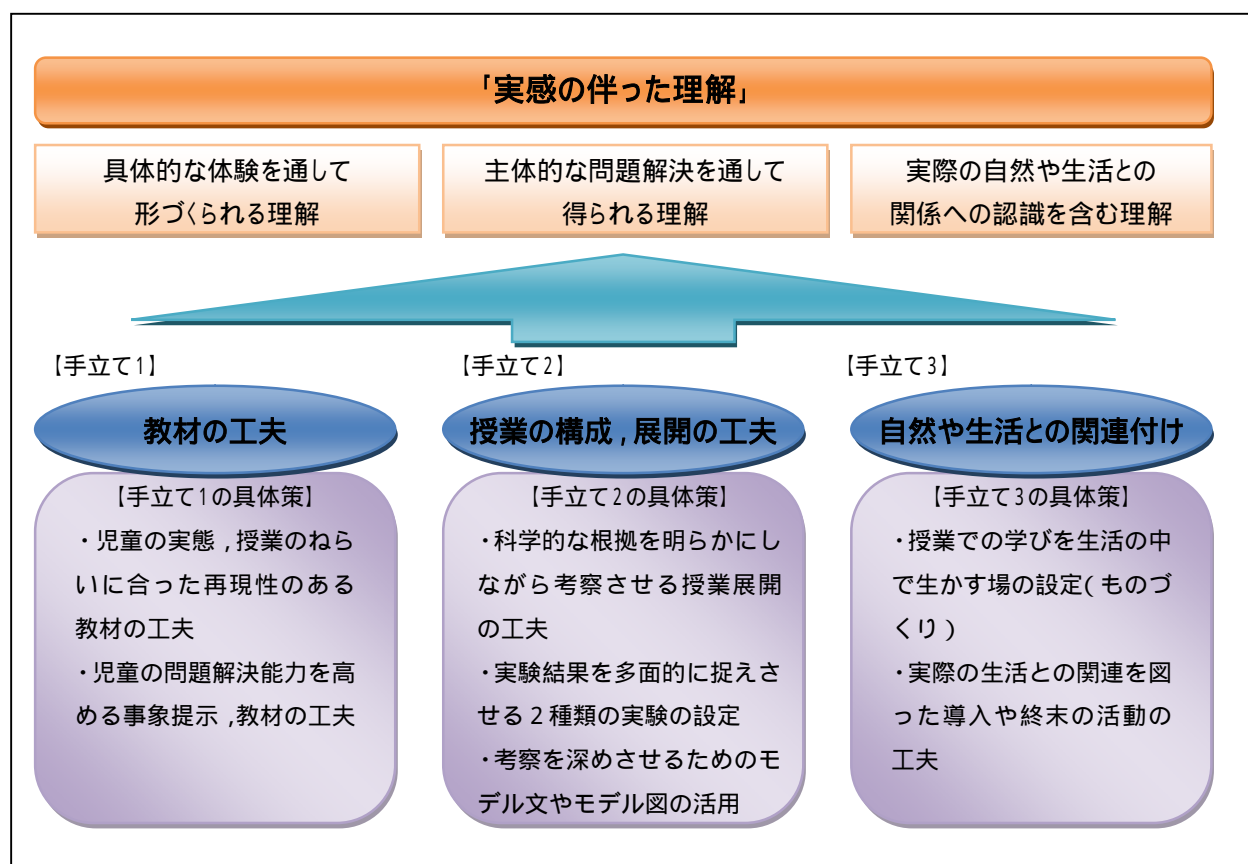 「実感の伴った理解」
具体的な体験を通して
形づくられる理解
主体的な問題解決を通して
得られる理解
実際の自然や生活との
関係への認識を含む理解
【手立て1】
教材の工夫
【手立て1の具体策】
・児童の実態,授業のねら
いに合った再現性のある
教材の工夫
・児童の問題解決能力を高
める事象提示,教材の工夫
【手立て2】
授業の構成,展開の工夫
【手立て2の具体策】
・科学的な根拠を明らかにし
ながら考察させる授業展開
の工夫
・実験結果を多面的に捉えさ
せる2種類の実験の設定
・考察を深めさせるためのモ
デル文やモデル図の活用
【手立て3】
自然や生活との関連付け
【手立て3の具体策】
・授業での学びを生活の中
で生かす場の設定(ものづ
くり)
・実際の生活との関連を図
った導入や終末の活動の
工夫